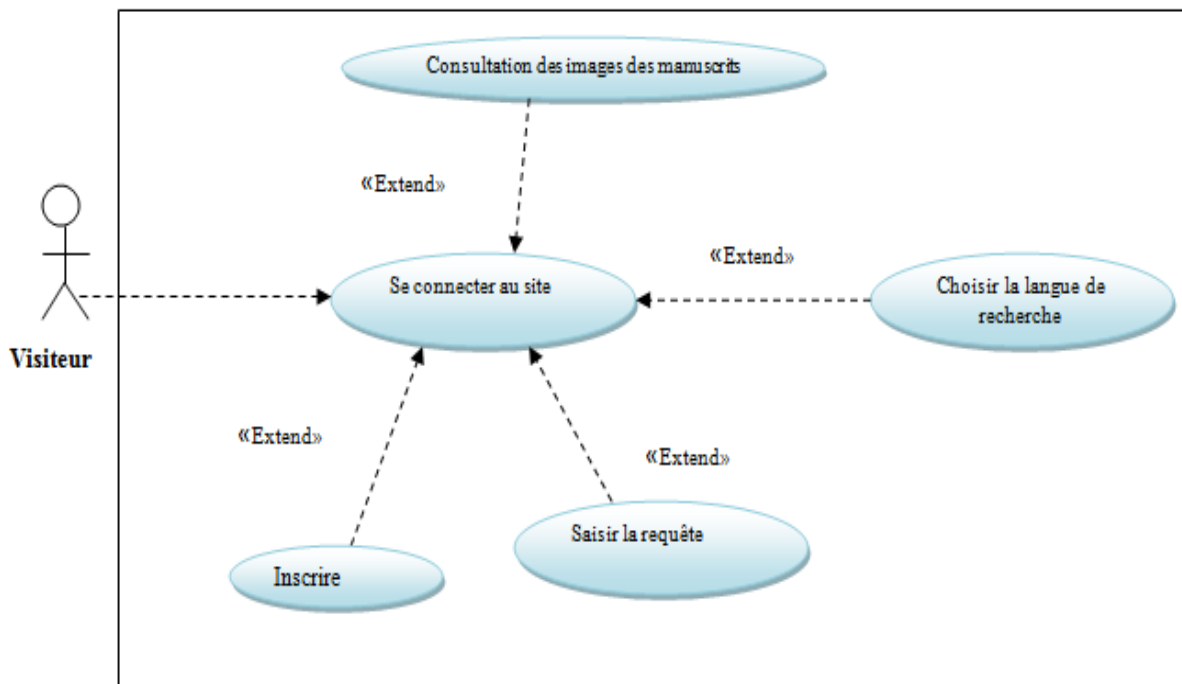 Consultation des images des manuscrits
«Extend»
«Extend»
Se connecter au site
Choisir la langue de
recherche
Visiteur
«Extend»
«Extend»
Saisir la requête
Inscrire